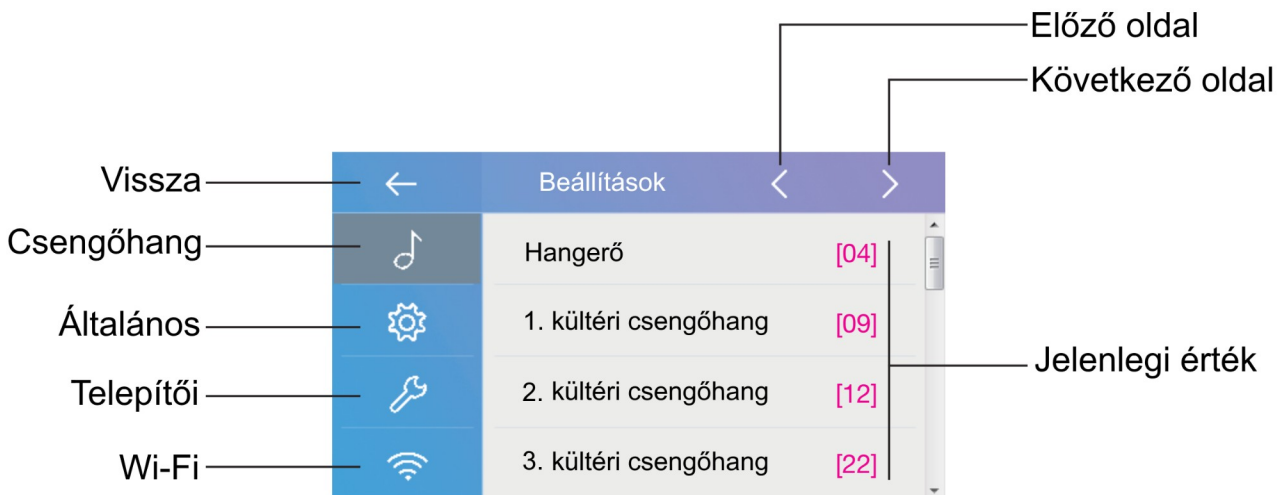 Előző oldal
Következő oldal
Vissza
Beállítások
Csengőhang
Hangerő [04]
Általános
1. kültéri csengőhang [09]
Jelenlegi érték
Telepítői
2. kültéri csengőhang [12]
Wi-Fi
3. kültéri csengőhang [22]